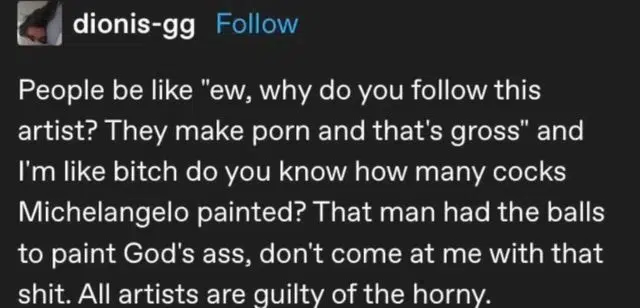 dionis-gg Follow
People be like "ew, why do you follow this
artist? They make porn and that's gross" and
I'm like bitch do you know how many cocks
Michelangelo painted? That man had the balls
to paint God's ass, don't come at me with that
shit. All artists are guilty of the horny.